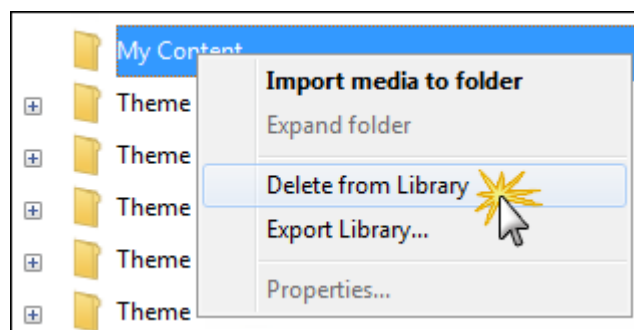 My Content
Import media to folder
Theme
Expand folder
Theme
Delete from Library
Theme
Export Library...
Theme
Properties...
Theme